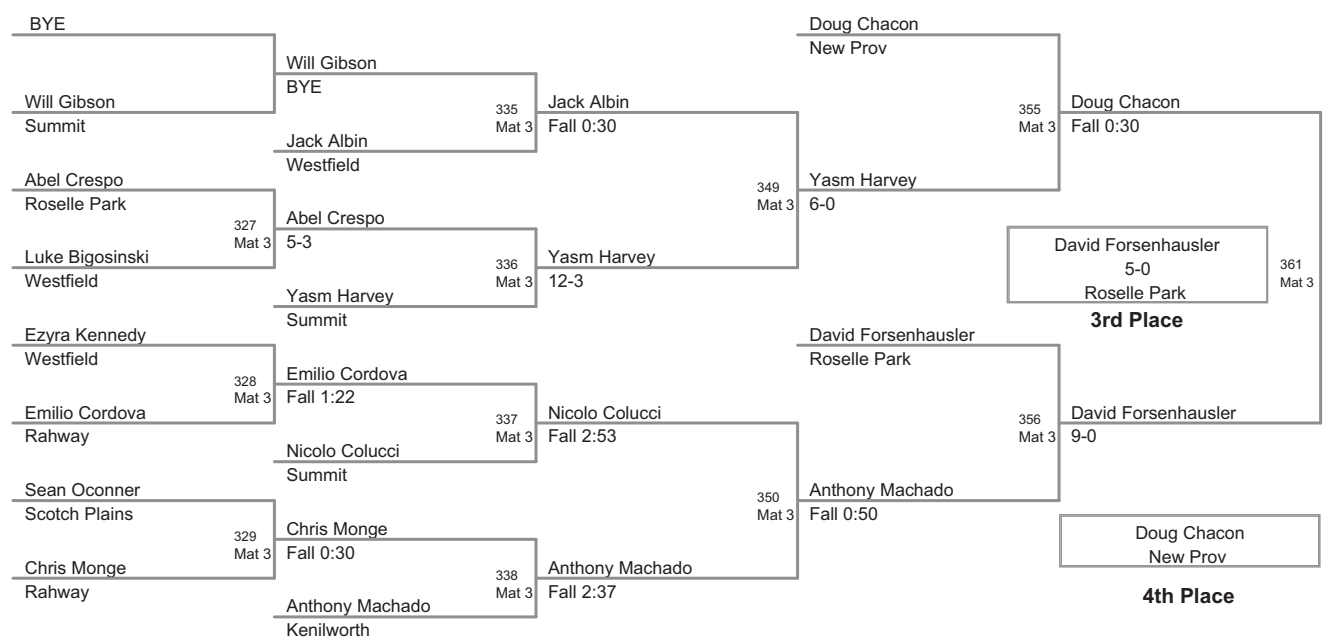 BYE
Will Gibson
Summit
Abel Crespo
Roselle Park
327
Mat 3
Luke Bigosinski
Westfield
Ezyra Kennedy
Westfield
328
Mat 3
Emilio Cordova
Rahway
Sean Oconner
Scotch Plains
329
Mat 3
Chris Monge
Rahway
Will Gibson
BYE
335
Mat 3
Jack Albin
Westfield
Abel Crespo
5-3
336
Mat 3
Yasm Harvey
Summit
Emilio Cordova
Fall 1:22
337
Mat 3
Nicolo Colucci
Summit
Chris Monge
Fall 0:30
338
Mat 3
Anthony Machado
Kenilworth
Jack Albin
Fall 0:30
349
Mat 3
Yasm Harvey
12-3
Nicolo Colucci
Fall 2:53
350
Mat 3
Anthony Machado
Fall 2:37
Doug Chacon
New Prov
355
Mat 3
Yasm Harvey
6-0
David Forsenhausler
Roselle Park
356
Mat 3
Anthony Machado
Fall 0:50
Doug Chacon
Fall 0:30
361
Mat 3
David Forsenhausler
9-0
David Forsenhausler
5-0
Roselle Park
3rd Place
Doug Chacon
New Prov
4th Place